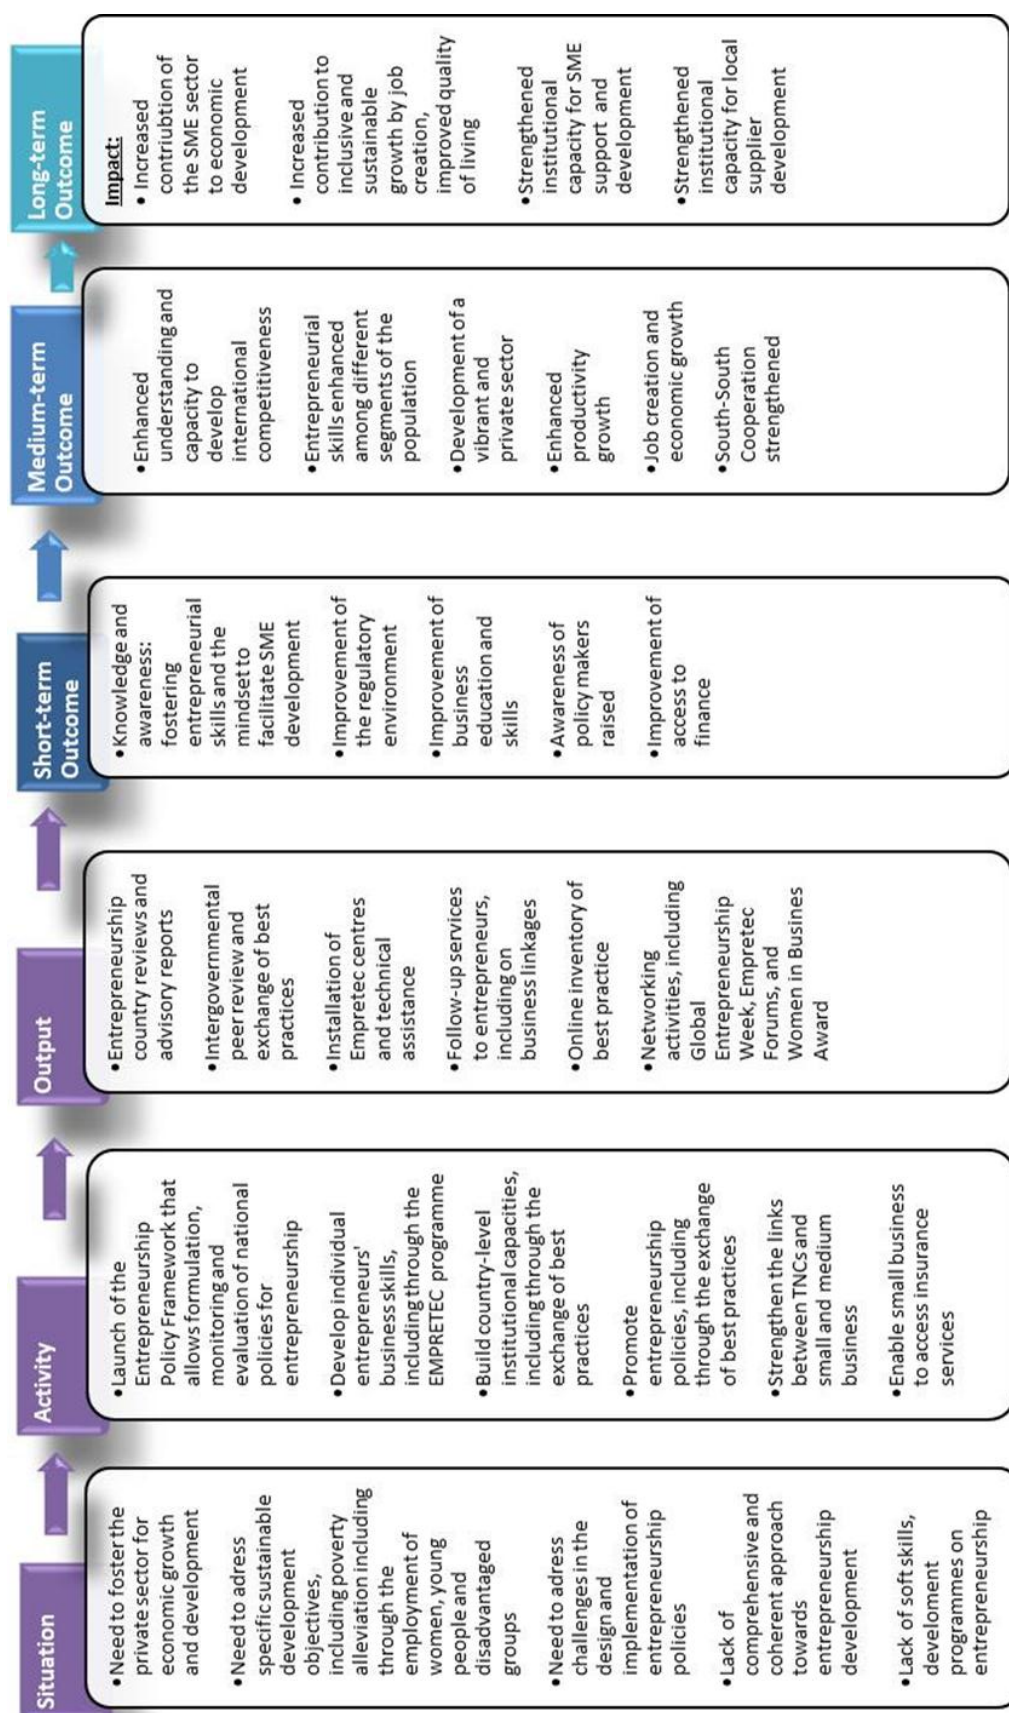 Situation
•Need to foster the
private sector for
economic growth
and development
•Need to adress
specific sustainable
development
objectives,
including poverty
alleviation including
through the
employment of
women, young
people and
disadvantaged
groups
•Need to adress
challenges in the
design and
implementation of
entrepreneurship
policies
•Lack of
comprehensive and
coherent approach
towards
entrepreneurship
development
•Lack of soft skills,
develoment
programmes on
entrepreneurship
Activity
•Launch of the
Entrepreneurship
Policy Framework that
allows formulation,
monitoring and
evaluation of national
policies for
entrepreneurship
•Develop individual
entrepreneurs'
business skills,
including through the
EMPRETEC programme
•Build country-level
institutional capacities,
including through the
exchange of best
practices
•Promote
entrepreneurship
policies, including
through the exchange
of best practices
•Strengthen the links
between TNCs and
small and medium
business
•Enable small business
to access insurance
services
Output
•Entrepreneurship
country reviews and
advisory reports
•Intergovernmental
peer review and
exchange of best
practices
•Installation of
Empretec centres
and technical
assistance
•Follow-up services
to entrepreneurs,
including on
business linkages
•Online inventory of
best practice
•Networking
activities, including
Global
Entrepreneurship
Week, Empretec
Forums, and
Women in Busines
Award
Short-term
Outcome
•Knowledge and
awareness:
fostering
entrepreneurial
skills and the
mindset to
facilitate SME
development
•Improvement of
the regulatory
environment
•Improvement of
business
education and
skills
•Awareness of
policy makers
raised
•Improvement of
access to
finance
Medium-term
Outcome
•Enhanced
understanding and
capacity to
develop
international
competitiveness
•Entrepreneurial
skills enhanced
among different
segments of the
population
•Development of a
vibrant and
private sector
•Enhanced
productivity
growth
•Job creation and
economic growth
•South-South
Cooperation
strengthened
Long-term
Outcome
Impact:
• Increased
contriubtion of
the SME sector
to economic
development
• Increased
contribution to
inclusive and
sustainable
growth by job
creation,
improved quality
of living
•Strengthened
institutional
capacity for SME
support and
development
•Strengthened
institutional
capacity for local
supplier
development